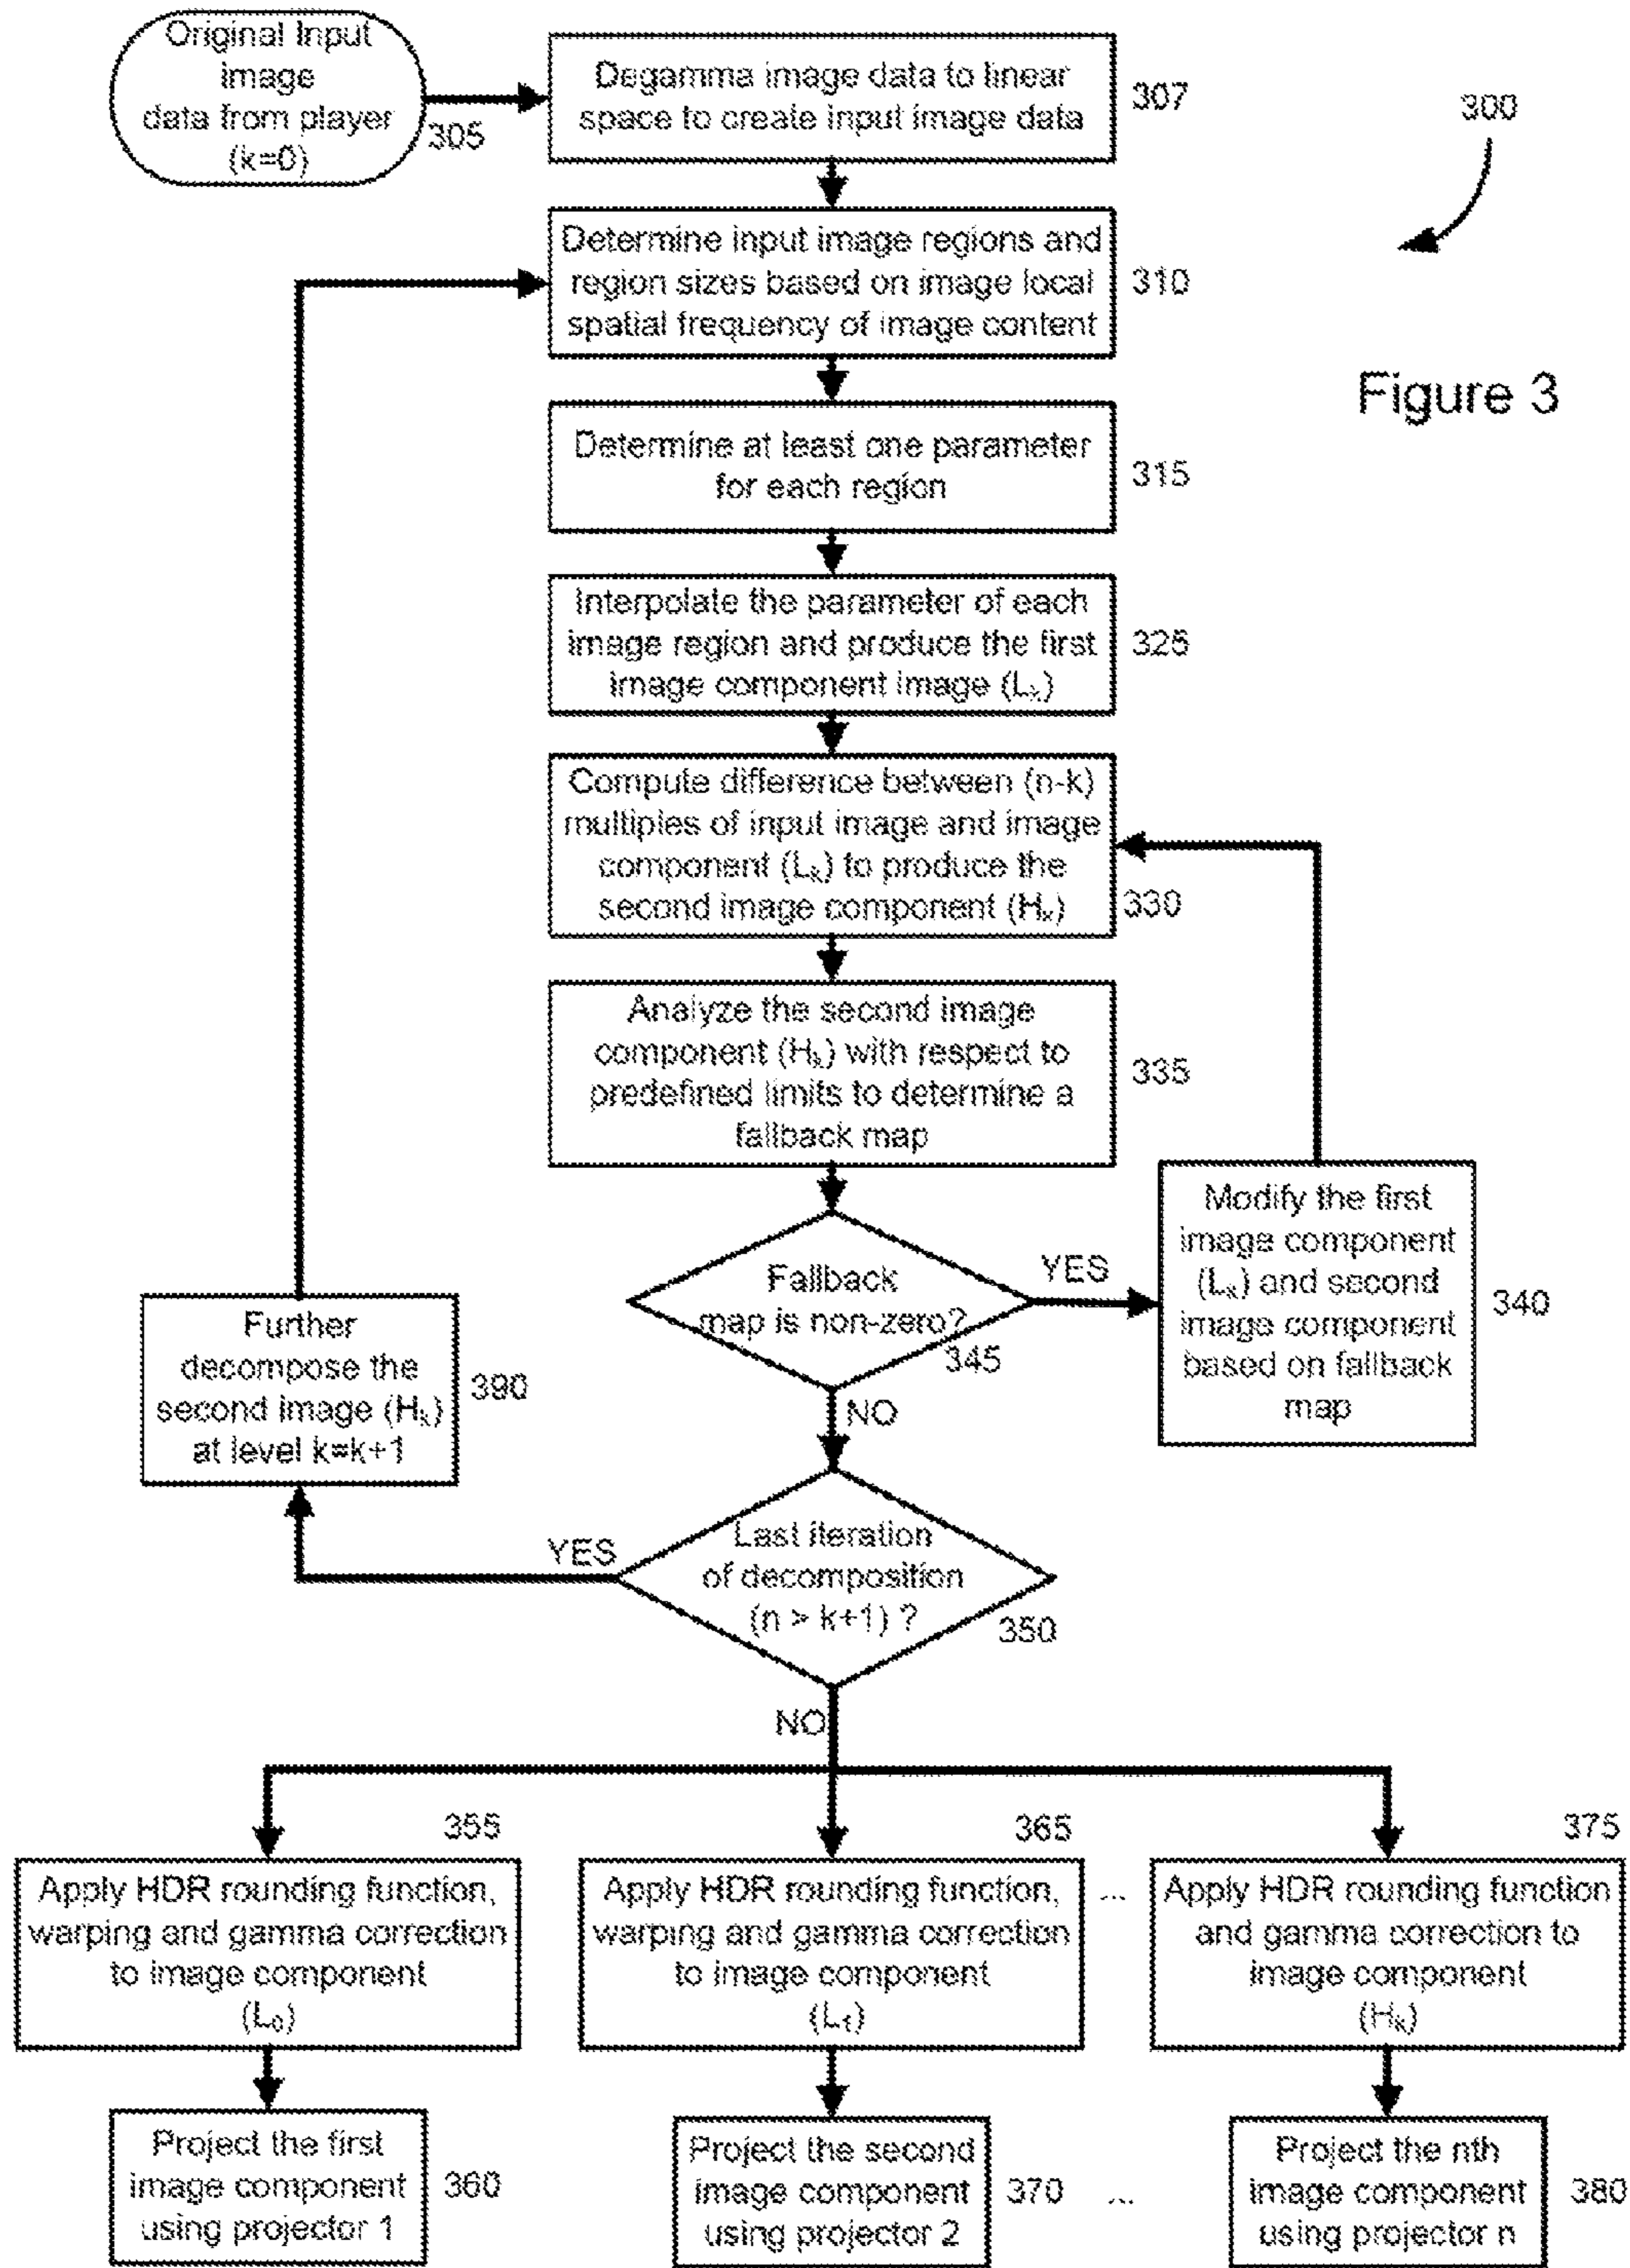 Original Input
image
data from player
(k=0)
305
Degamma image data to linear
space to create input image data
307
300
Determine input image regions and
region sizes based on image local
spatial frequency of image content
310
Figure 3
Determine at least one parameter
for each region
315
Interpolate the parameter of each
image region and produce the first
image component image (Lₖ)
325
Compute difference between (n-k)
multiples of input image and image
component (Lₖ) to produce the
second image component (Hₖ)
330
Analyze the second image
component (Hₖ) with respect to
predefined limits to determine a
fallback map
335
Fallback
map is non-zero?
345
YES
Modify the first
image component
(Lₖ) and second
image component
based on fallback
map
340
NO
Further
decompose the
second image (Hₖ)
at level k=k+1
390
YES
Last iteration
of decomposition
(n > k+1) ?
350
NO
355
Apply HDR rounding function,
warping and gamma correction
to image component
(L₀)
365
Apply HDR rounding function,
warping and gamma correction
to image component
(L₁)
...
375
Apply HDR rounding function
and gamma correction to
image component
(Hₖ)
Project the first
image component
using projector 1
360
Project the second
image component
using projector 2
370
...
Project the nth
image component
using projector n
380